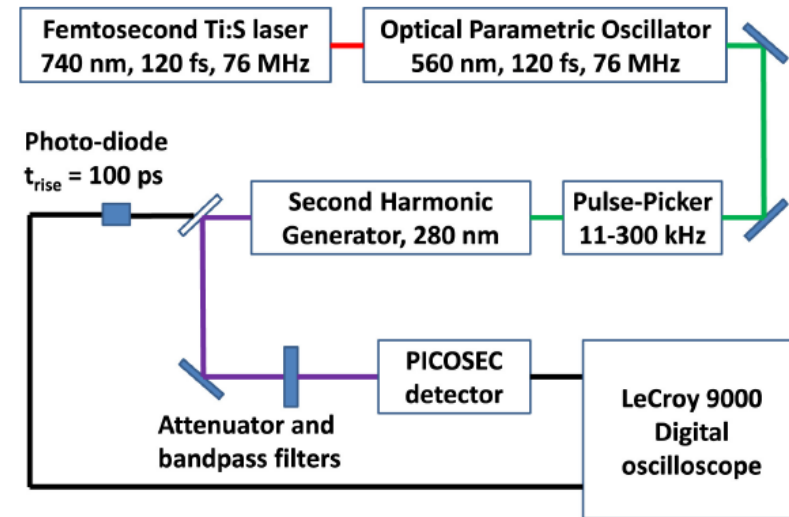 Femtosecond Ti:S laser
740 nm, 120 fs, 76 MHz
Optical Parametric Oscillator
560 nm, 120 fs, 76 MHz
Photo-diode
t_rise = 100 ps
Second Harmonic
Generator, 280 nm
Pulse-Picker
11-300 kHz
PICOSEC
detector
Attenuator and
bandpass filters
LeCroy 9000
Digital
oscilloscope